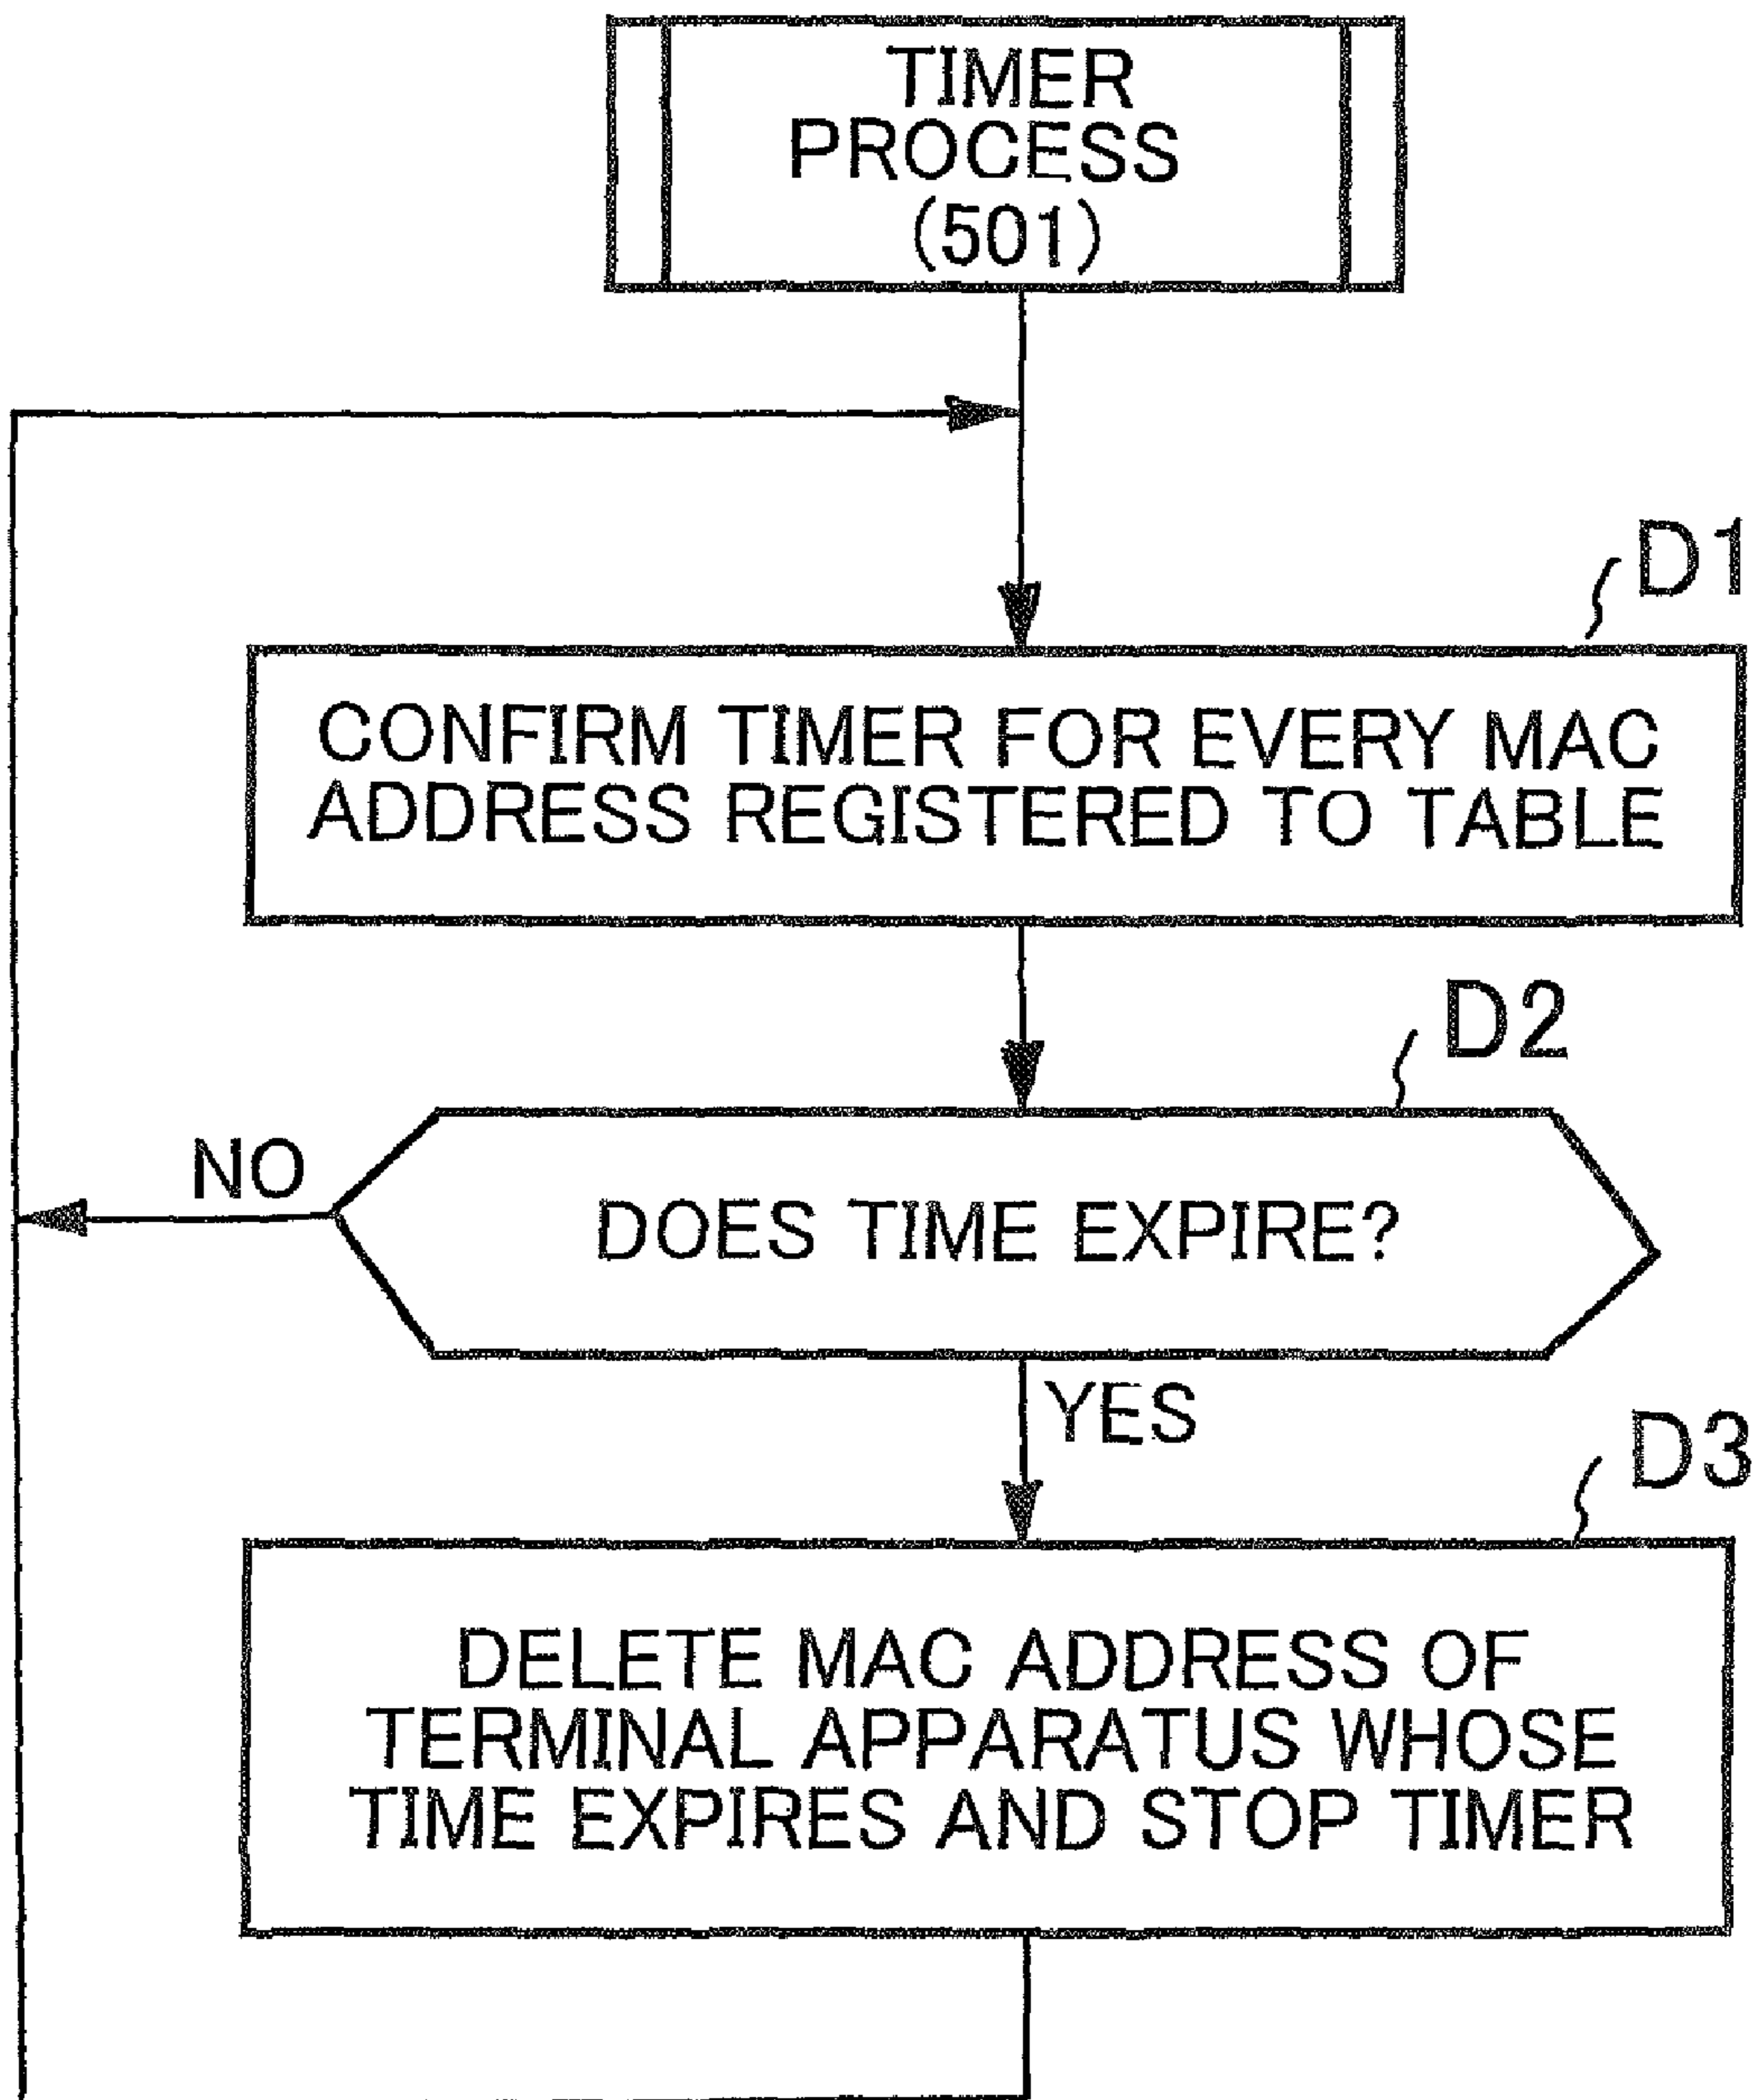 TIMER
PROCESS
(501)
D1
CONFIRM TIMER FOR EVERY MAC
ADDRESS REGISTERED TO TABLE
D2
NO
DOES TIME EXPIRE?
YES
D3
DELETE MAC ADDRESS OF
TERMINAL APPARATUS WHOSE
TIME EXPIRES AND STOP TIMER